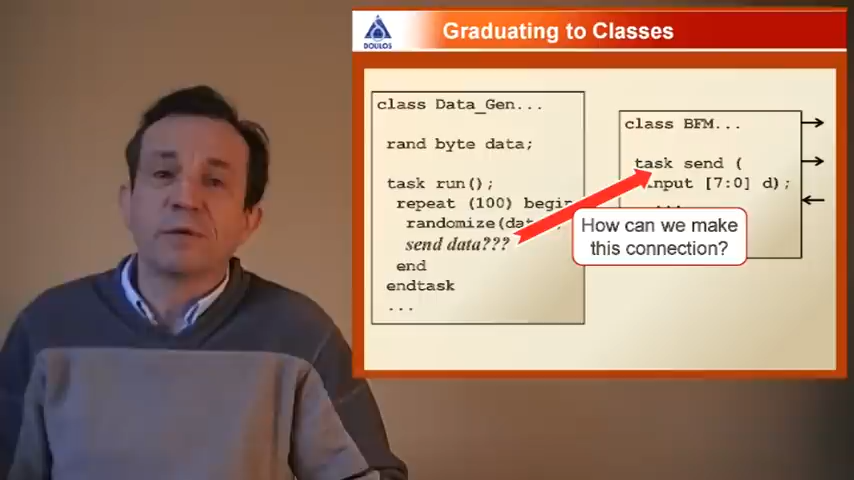 DOULOS
Graduating to Classes
class Data_Gen...
rand byte data;
task run();
repeat (100) begin
randomize(dat
send data???
end
endtask
...
class BFM...
task send (
input [7:0] d);
...
How can we make
this connection?